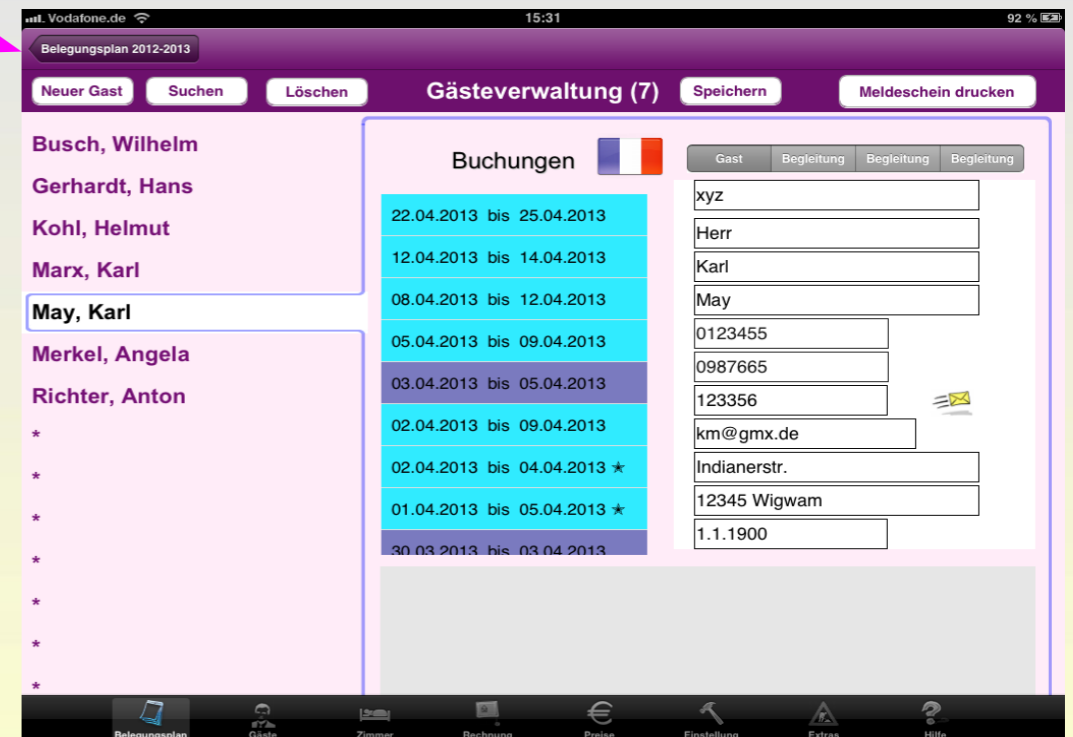 Vodafone.de 15:31 92 %
Belegungsplan 2012-2013
Neuer Gast Suchen Löschen Gästeverwaltung (7) Speichern Meldeschein drucken
Busch, Wilhelm
Gerhardt, Hans
Kohl, Helmut
Marx, Karl
May, Karl
Merkel, Angela
Richter, Anton
*
*
*
*
*
*
*
Buchungen
22.04.2013 bis 25.04.2013
12.04.2013 bis 14.04.2013
08.04.2013 bis 12.04.2013
05.04.2013 bis 09.04.2013
03.04.2013 bis 05.04.2013
02.04.2013 bis 09.04.2013
02.04.2013 bis 04.04.2013 ★
01.04.2013 bis 05.04.2013 ★
30.03.2013 bis 03.04.2013
Gast Begleitung Begleitung Begleitung
xyz
Herr
Karl
May
0123455
0987665
123356
km@gmx.de
Indianerstr.
12345 Wigwam
1.1.1900
Belegungsplan Gäste Zimmer Rechnung Preise Einstellung Extras Hilfe